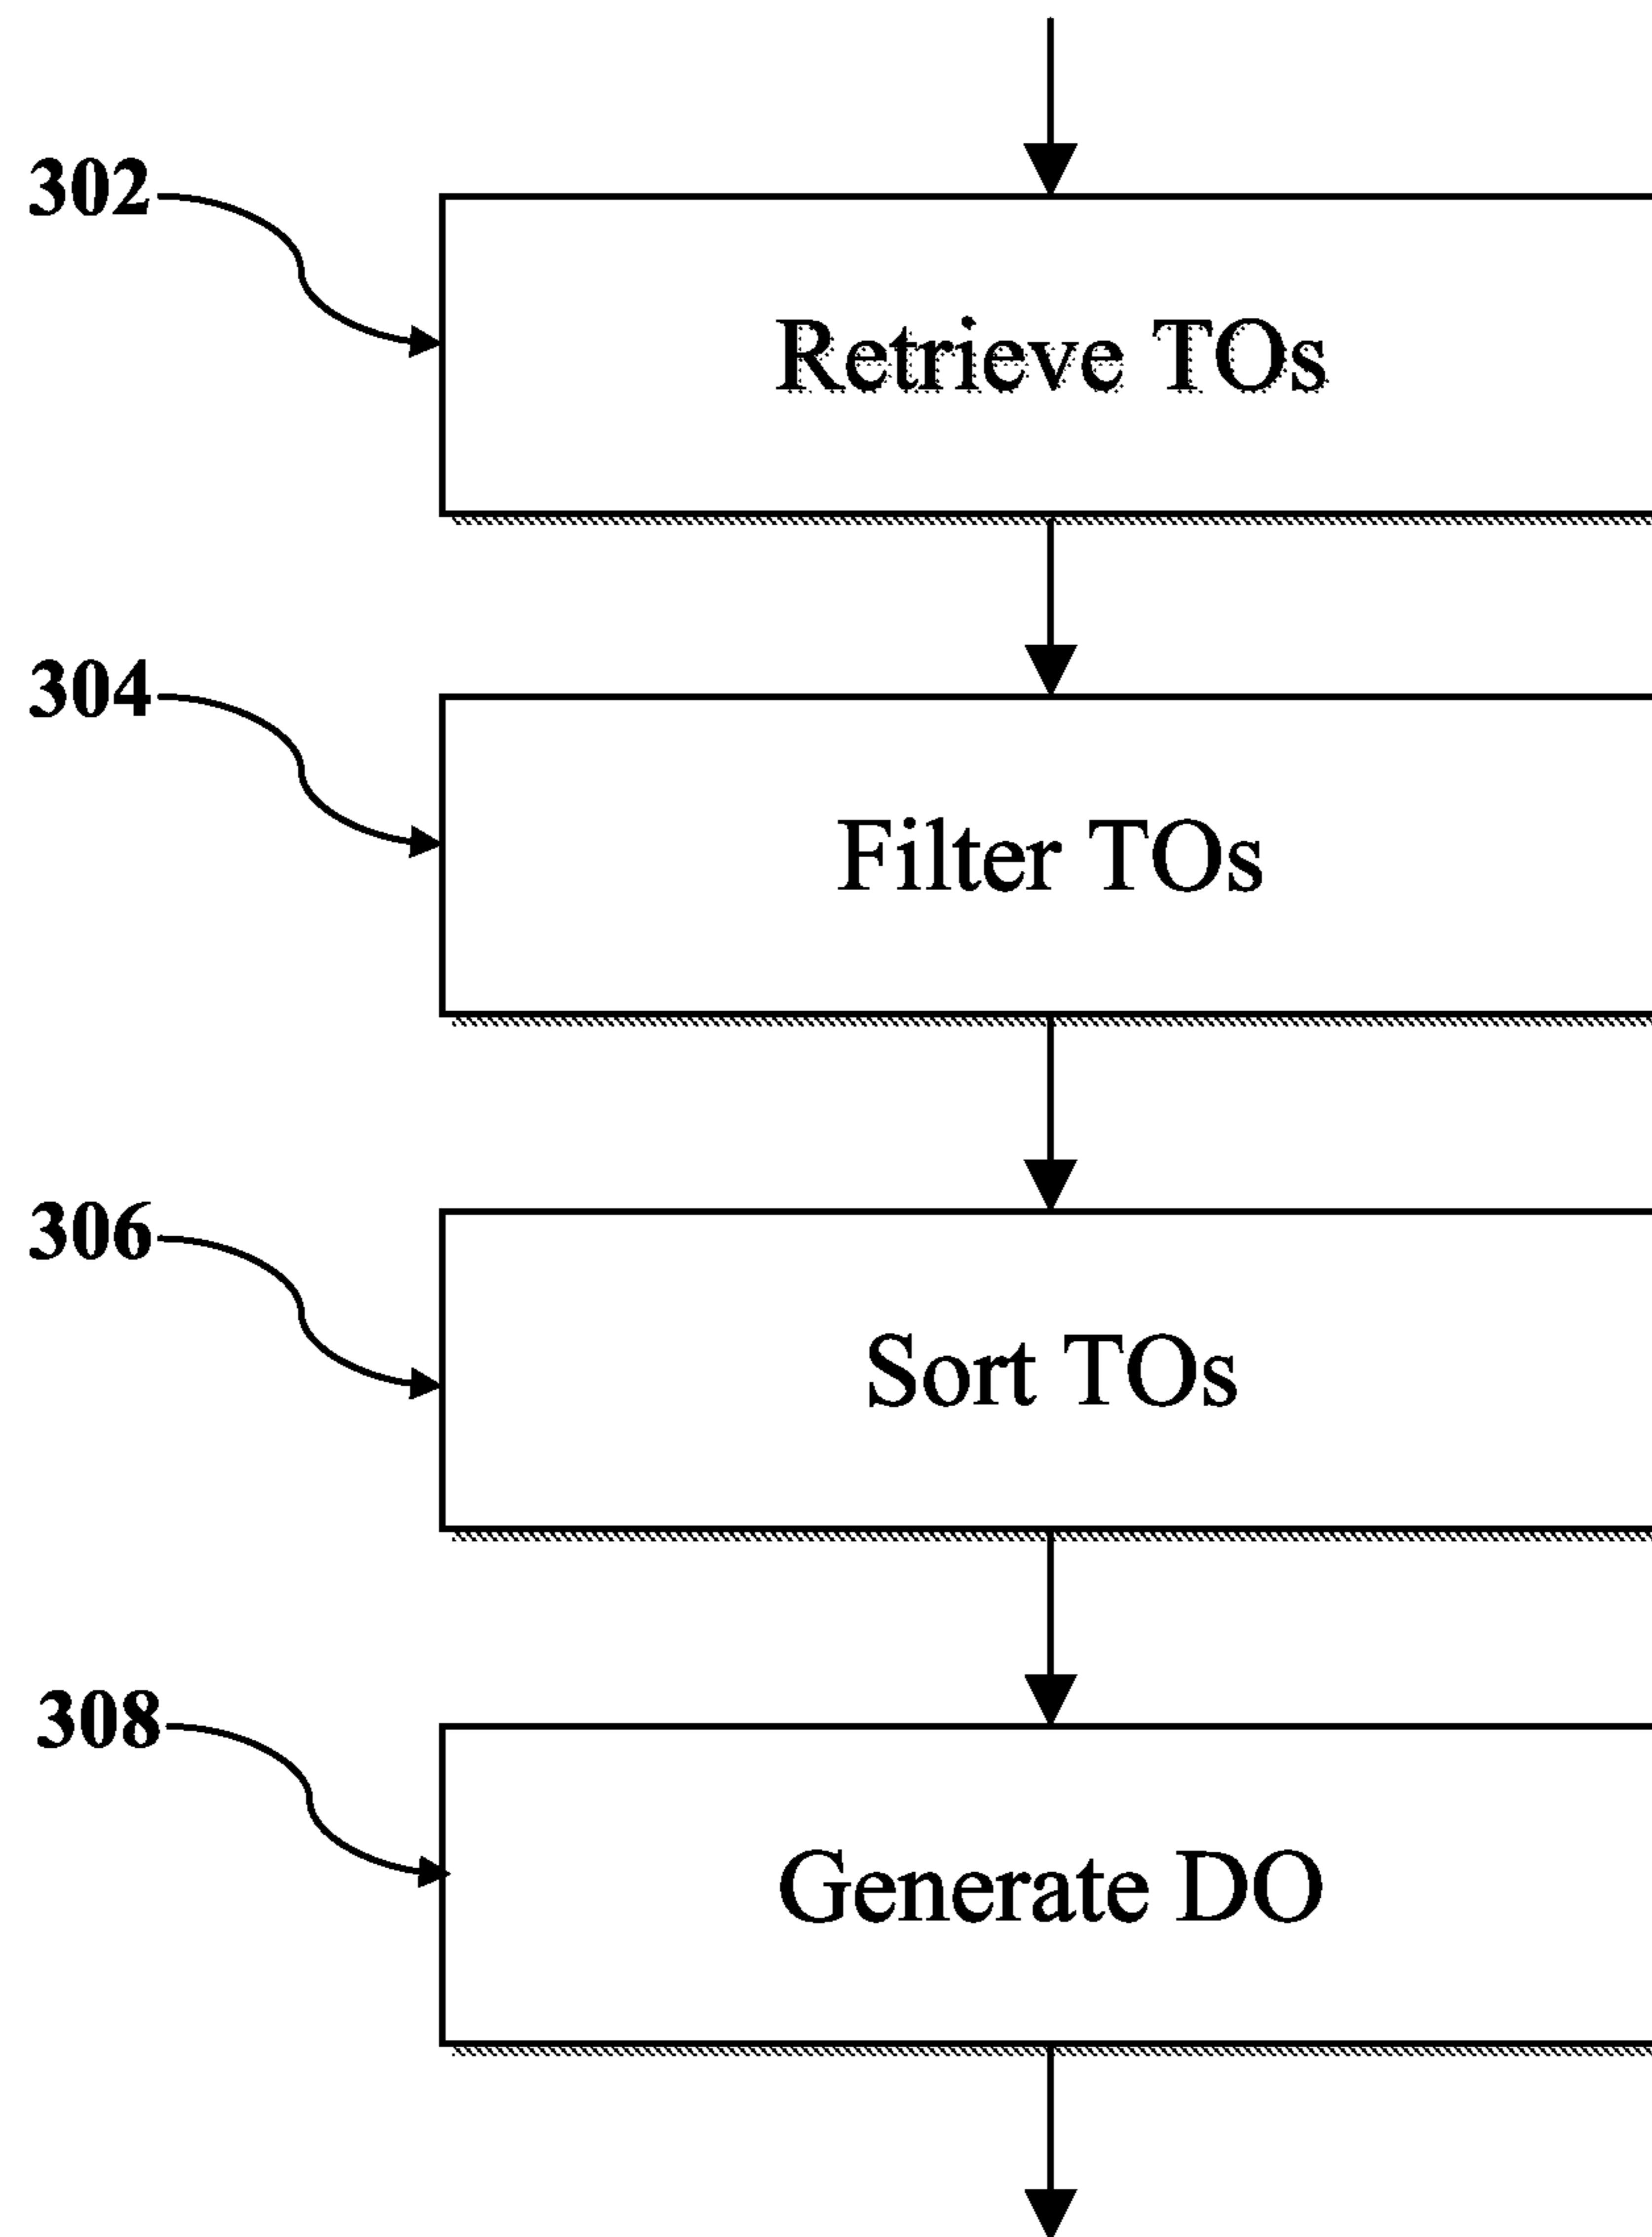 302
Retrieve TOs
304
Filter TOs
306
Sort TOs
308
Generate DO